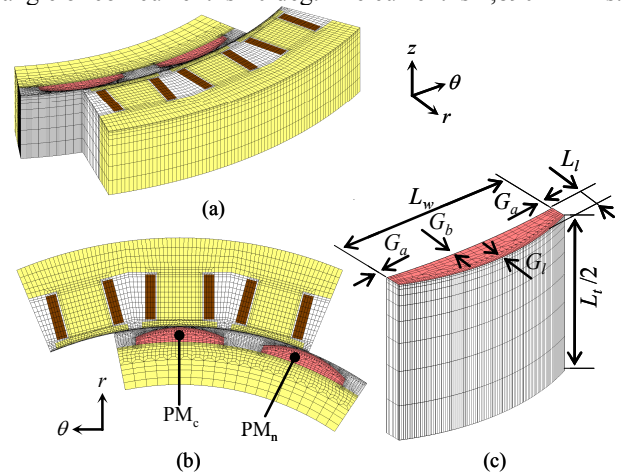 z
θ
r
(a)
L_l
L_w
G_a
G_b
G_a
G_l
L_t/2
r
θ
PM_c
PM_n
(b)
(c)